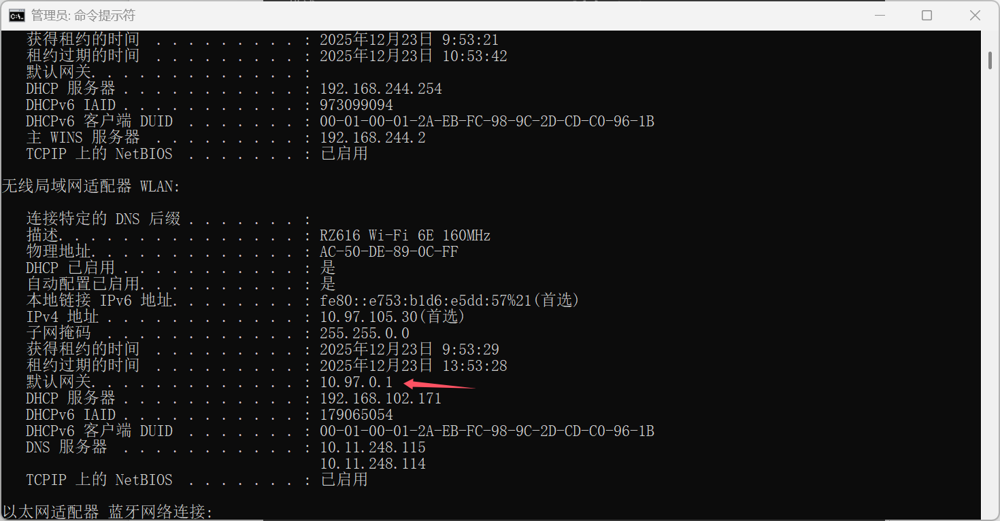 管理员: 命令提示符
获得租约的时间  . . . . . . . . . : 2025年12月23日 9:53:21
租约过期的时间  . . . . . . . . . : 2025年12月23日 10:53:42
默认网关. . . . . . . . . . . . . :
DHCP 服务器 . . . . . . . . . . . : 192.168.244.254
DHCPv6 IAID . . . . . . . . . . . : 973099094
DHCPv6 客户端 DUID  . . . . . . . : 00-01-00-01-2A-EB-FC-98-9C-2D-CD-C0-96-1B
主 WINS 服务器  . . . . . . . . . : 192.168.244.2
TCPIP 上的 NetBIOS  . . . . . . . : 已启用
无线局域网适配器 WLAN:
连接特定的 DNS 后缀 . . . . . . . :
描述. . . . . . . . . . . . . . . : RZ616 Wi-Fi 6E 160MHz
物理地址. . . . . . . . . . . . . : AC-50-DE-89-0C-FF
DHCP 已启用 . . . . . . . . . . . : 是
自动配置已启用. . . . . . . . . . : 是
本地链接 IPv6 地址. . . . . . . . : fe80::e753:b1d6:e5dd:57%21(首选)
IPv4 地址 . . . . . . . . . . . . : 10.97.105.30(首选)
子网掩码  . . . . . . . . . . . . : 255.255.0.0
获得租约的时间  . . . . . . . . . : 2025年12月23日 9:53:29
租约过期的时间  . . . . . . . . . : 2025年12月23日 13:53:28
默认网关. . . . . . . . . . . . . : 10.97.0.1
DHCP 服务器 . . . . . . . . . . . : 192.168.102.171
DHCPv6 IAID . . . . . . . . . . . : 179065054
DHCPv6 客户端 DUID  . . . . . . . : 00-01-00-01-2A-EB-FC-98-9C-2D-CD-C0-96-1B
DNS 服务器  . . . . . . . . . . . : 10.11.248.115
10.11.248.114
TCPIP 上的 NetBIOS  . . . . . . . : 已启用
以太网适配器 蓝牙网络连接: